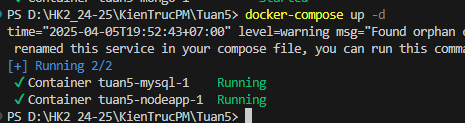 Started
PS D:\HK2_24-25\KienTrucPM\Tuan5> docker-compose up -d
time="2025-04-05T19:52:43+07:00" level=warning msg="Found orphan c
renamed this service in your compose file, you can run this comma
[+] Running 2/2
✔ Container tuan5-mysql-1 Running
✔ Container tuan5-nodeapp-1 Running
PS D:\HK2_24-25\KienTrucPM\Tuan5>